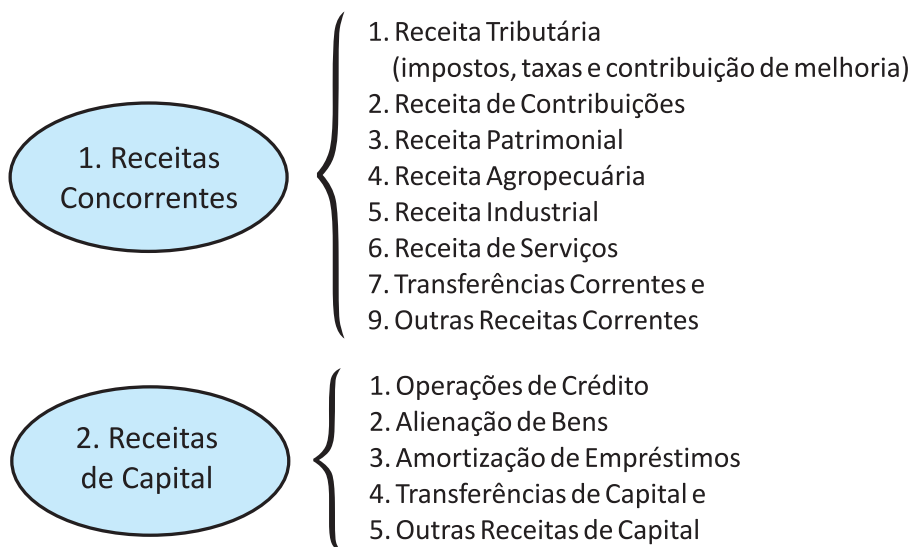 1. Receitas
Concorrentes
1. Receita Tributária
(impostos, taxas e contribuição de melhoria)
2. Receita de Contribuições
3. Receita Patrimonial
4. Receita Agropecuária
5. Receita Industrial
6. Receita de Serviços
7. Transferências Correntes e
9. Outras Receitas Correntes
2. Receitas
de Capital
1. Operações de Crédito
2. Alienação de Bens
3. Amortização de Empréstimos
4. Transferências de Capital e
5. Outras Receitas de Capital